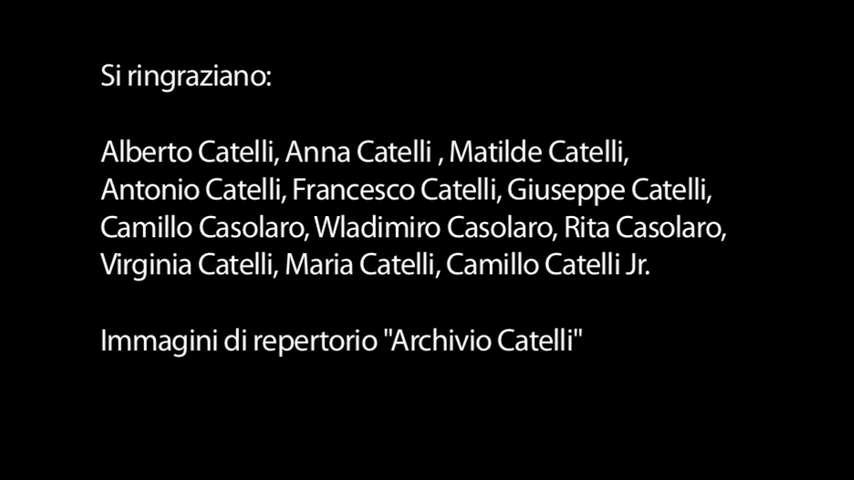 Si ringraziano:
Alberto Catelli, Anna Catelli , Matilde Catelli,
Antonio Catelli, Francesco Catelli, Giuseppe Catelli,
Camillo Casolaro, Wladimiro Casolaro, Rita Casolaro,
Virginia Catelli, Maria Catelli, Camillo Catelli Jr.
Immagini di repertorio "Archivio Catelli"